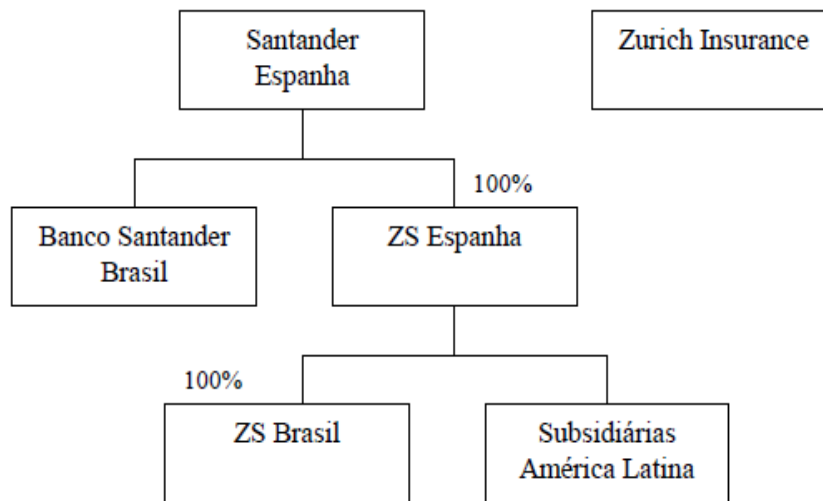 Santander
Espanha
Zurich Insurance
100%
Banco Santander
Brasil
ZS Espanha
100%
ZS Brasil
Subsidiárias
América Latina